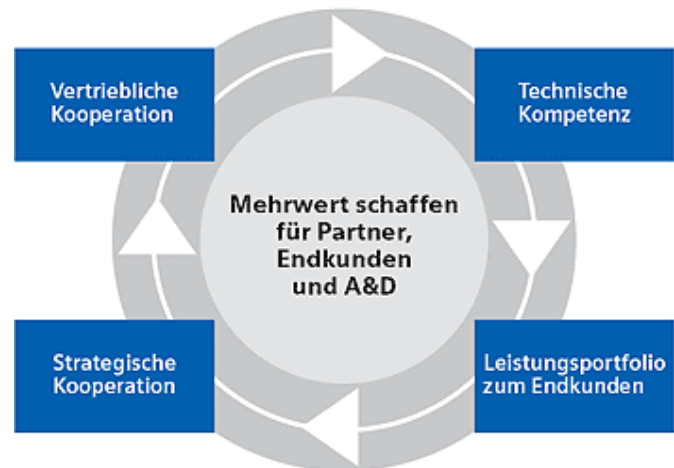 Vertriebliche
Kooperation
Technische
Kompetenz
Mehrwert schaffen
für Partner,
Endkunden
und A&D
Strategische
Kooperation
Leistungsportfolio
zum Endkunden